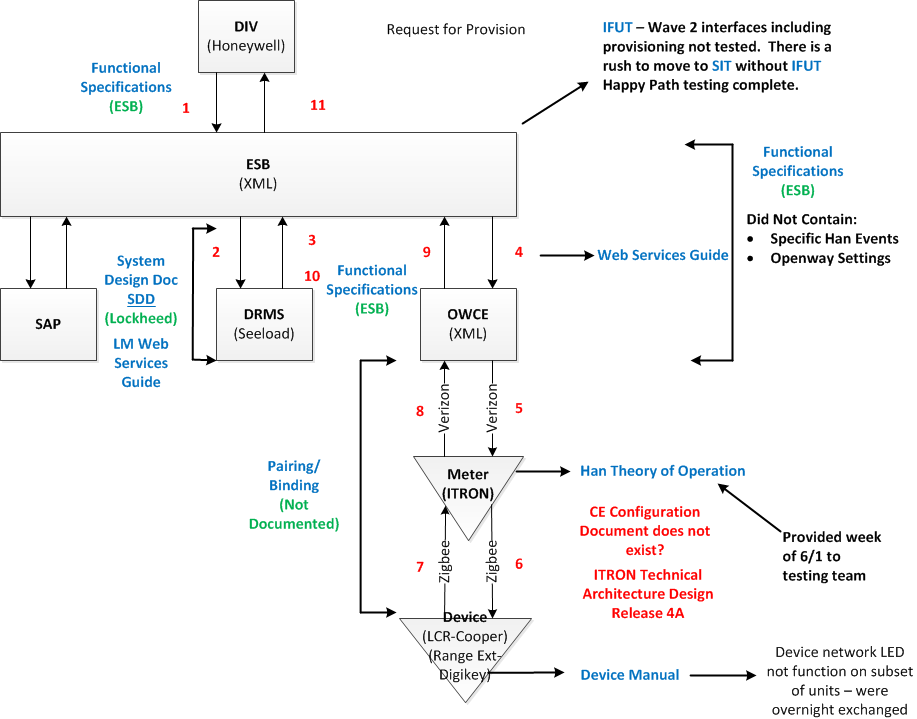 DIV
(Honeywell)
Request for Provision
IFUT – Wave 2 interfaces including
provisioning not tested.  There is a
rush to move to SIT without IFUT
Happy Path testing complete.
Functional
Specifications
(ESB)
1
11
ESB
(XML)
Functional
Specifications
(ESB)
Did Not Contain:
• Specific Han Events
• Openway Settings
2
3
10
9
4
Web Services Guide
System
Design Doc
SDD
(Lockheed)
LM Web
Services
Guide
Functional
Specifications
(ESB)
SAP
DRMS
(Seeload)
OWCE
(XML)
8
Verizon
Verizon
5
Pairing/
Binding
(Not
Documented)
Meter
(ITRON)
Han Theory of Operation
CE Configuration
Document does not
exist?
ITRON Technical
Architecture Design
Release 4A
Provided week
of 6/1 to
testing team
7
Zigbee
Zigbee
6
Device
(LCR-Cooper)
(Range Ext-
Digikey)
Device Manual
Device network LED
not function on subset
of units – were
overnight exchanged